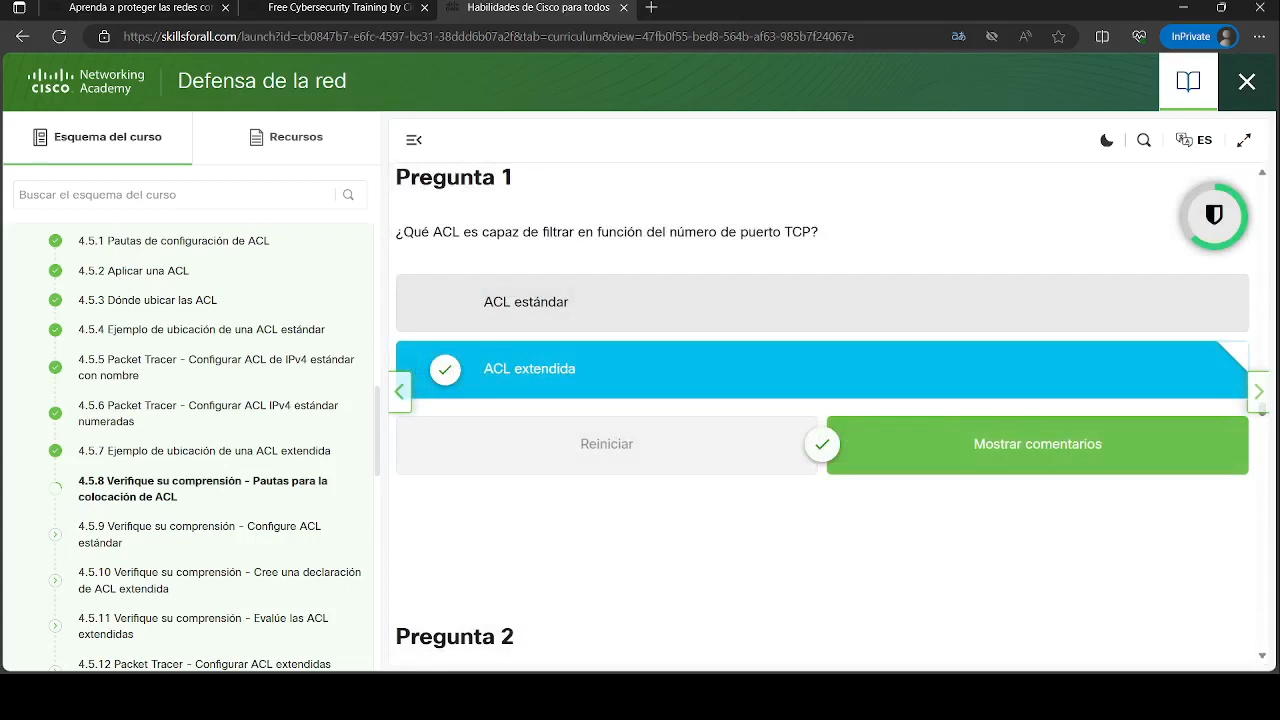 Aprenda a proteger las redes cor
Free Cybersecurity Training by Ci
Habilidades de Cisco para todos
https://skillsforall.com/launch?id=cb0847b7-e6fc-4597-bc31-38ddd6b07a2f&tab=curriculum&view=47fb0f55-bed8-564b-af63-985b7f24067e
InPrivate
CISCO Networking Academy
Defensa de la red
Esquema del curso
Recursos
ES
Buscar el esquema del curso
4.5.1 Pautas de configuración de ACL
4.5.2 Aplicar una ACL
4.5.3 Dónde ubicar las ACL
4.5.4 Ejemplo de ubicación de una ACL estándar
4.5.5 Packet Tracer - Configurar ACL de IPv4 estándar
con nombre
4.5.6 Packet Tracer - Configurar ACL IPv4 estándar
numeradas
4.5.7 Ejemplo de ubicación de una ACL extendida
4.5.8 Verifique su comprensión - Pautas para la
colocación de ACL
4.5.9 Verifique su comprensión - Configure ACL
estándar
4.5.10 Verifique su comprensión - Cree una declaración
de ACL extendida
4.5.11 Verifique su comprensión - Evalúe las ACL
extendidas
4.5.12 Packet Tracer - Configurar ACL extendidas
Pregunta 1
¿Qué ACL es capaz de filtrar en función del número de puerto TCP?
ACL estándar
ACL extendida
Reiniciar
Mostrar comentarios
Pregunta 2